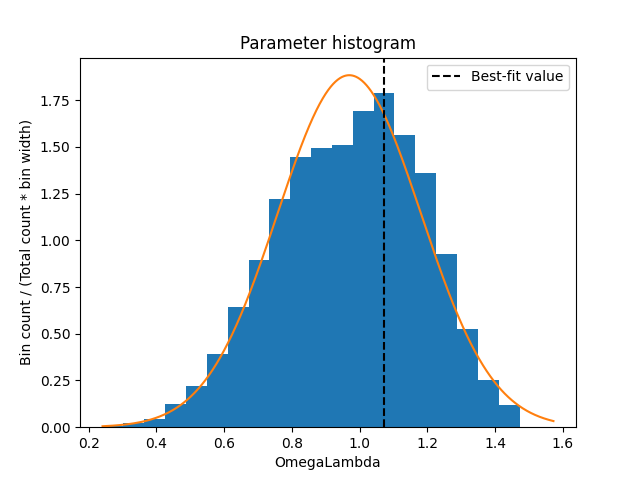 Parameter histogram
Best-fit value
Bin count / (Total count * bin width)
1.75
1.50
1.25
1.00
0.75
0.50
0.25
0.00
0.2 0.4 0.6 0.8 1.0 1.2 1.4 1.6
OmegaLambda